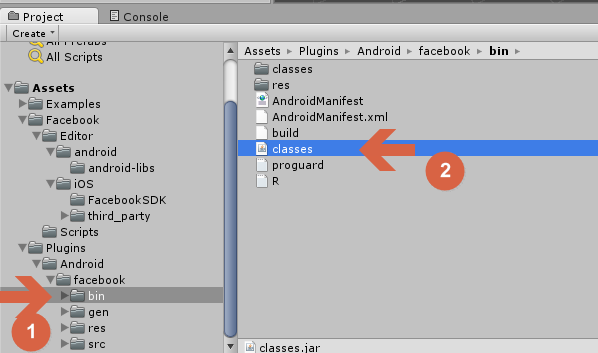 Project
Console
Create
All Prefabs
All Scripts
Assets
Examples
Facebook
Editor
android
android-libs
iOS
FacebookSDK
third_party
Scripts
Plugins
Android
facebook
bin
gen
res
src
1
Assets ▸ Plugins ▸ Android ▸ facebook ▸ bin ▸
classes
res
AndroidManifest
AndroidManifest.xml
build
classes
proguard
R
2
classes.jar